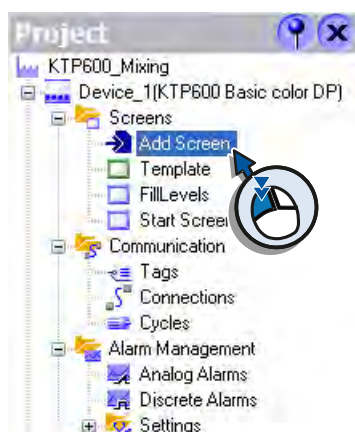 Project
KTP600_Mixing
Device_1(KTP600 Basic color DP)
Screens
Add Screen
Template
FillLevels
Start Screen
Communication
Tags
Connections
Cycles
Alarm Management
Analog Alarms
Discrete Alarms
Settings